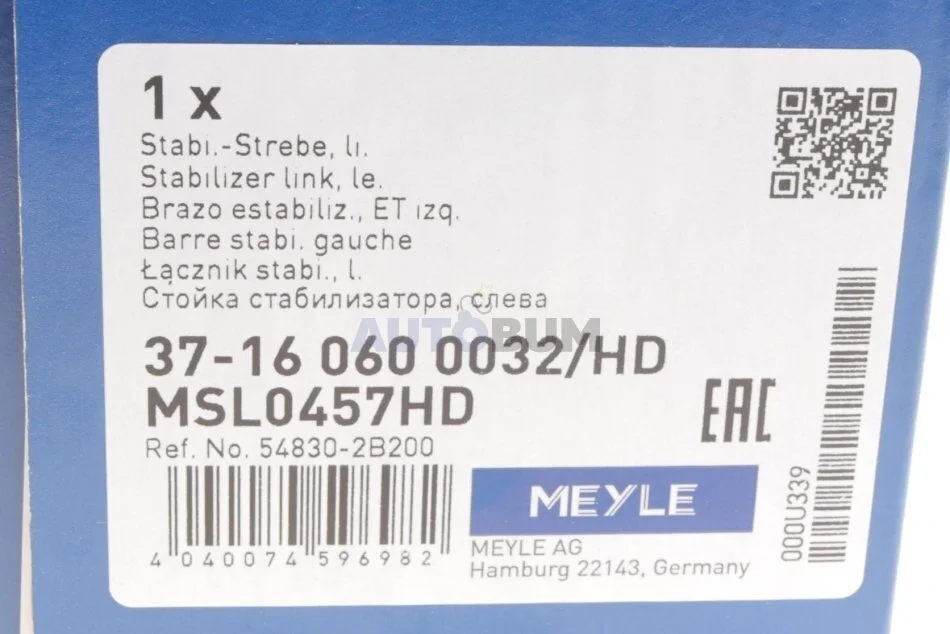 1 x
Stabi.-Strebe, li.
Stabilizer link, le.
Brazo estabiliz., ET izq.
Barre stabi. gauche
Łącznik stabi., l.
Стойка стабилизатора, слева
AUTOBUM
37-16 060 0032/HD
MSL0457HD
EAC
Ref. No. 54830-2B200
4 040074 596982
MEYLE
MEYLE AG
Hamburg 22143, Germany
000U339